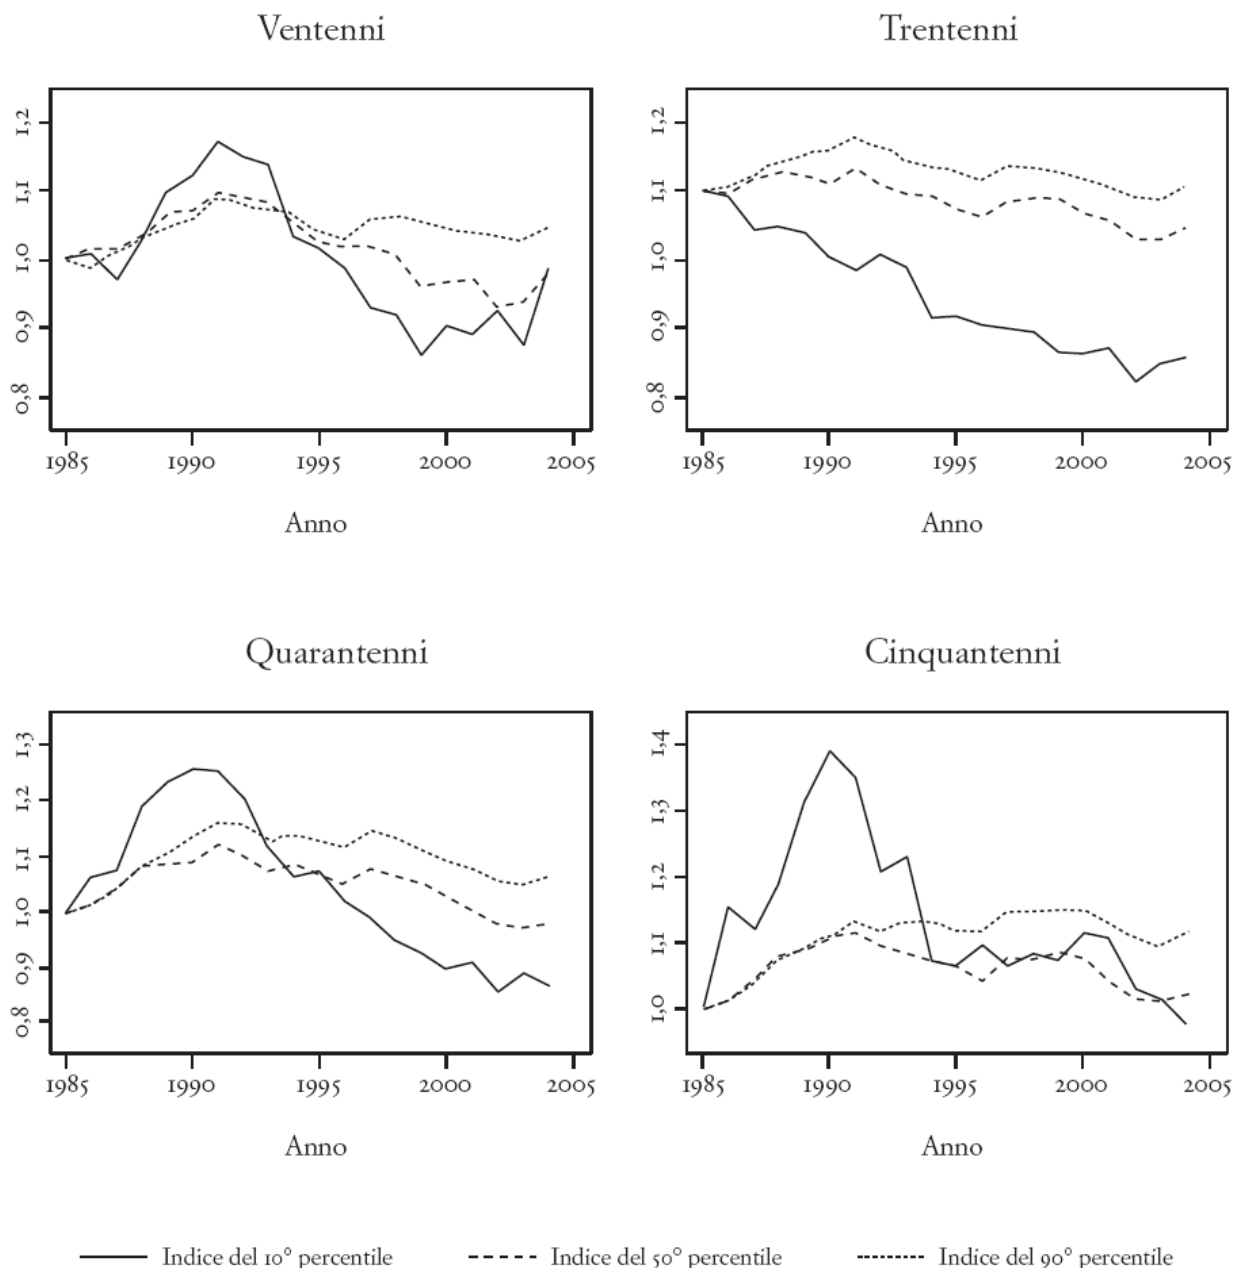 Ventenni
Trentenni
1,2
1,1
1,0
0,9
0,8
1985 1990 1995 2000 2005
Anno
1,2
1,1
1,0
0,9
0,8
1985 1990 1995 2000 2005
Anno
Quarantenni
Cinquantenni
1,3
1,2
1,1
1,0
0,9
0,8
1985 1990 1995 2000 2005
Anno
1,4
1,3
1,2
1,1
1,0
1985 1990 1995 2000 2005
Anno
Indice del 10° percentile Indice del 50° percentile Indice del 90° percentile